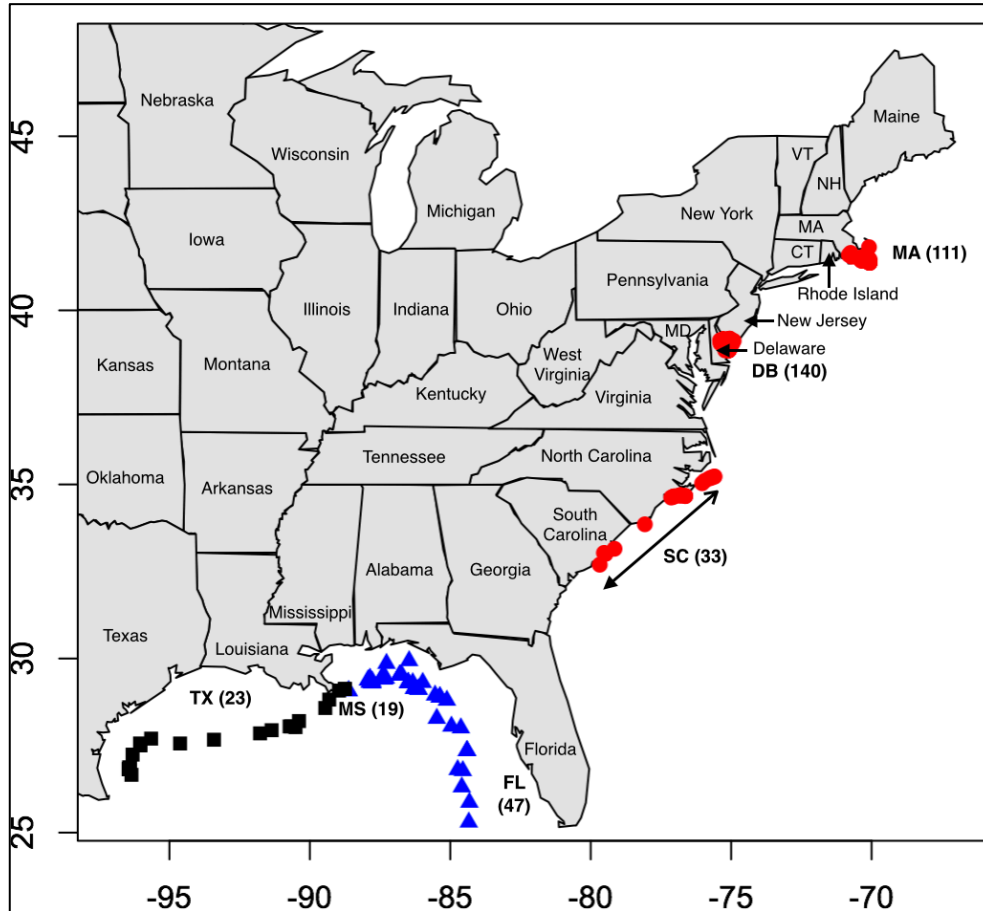 Maine
45
Nebraska
VT
Wisconsin
NH
Michigan
New York
MA
Iowa
CT
MA (111)
Pennsylvania
Rhode Island
40
Illinois
Indiana
Ohio
New Jersey
MD
Delaware
Kansas
Montana
West
Virginia
DB (140)
Kentucky
Virginia
Tennessee
North Carolina
35
Oklahoma
Arkansas
South
Carolina
SC (33)
Alabama
Georgia
Mississippi
Texas
Louisiana
30
TX (23)
MS (19)
Florida
FL
(47)
25
-95
-90
-85
-80
-75
-70